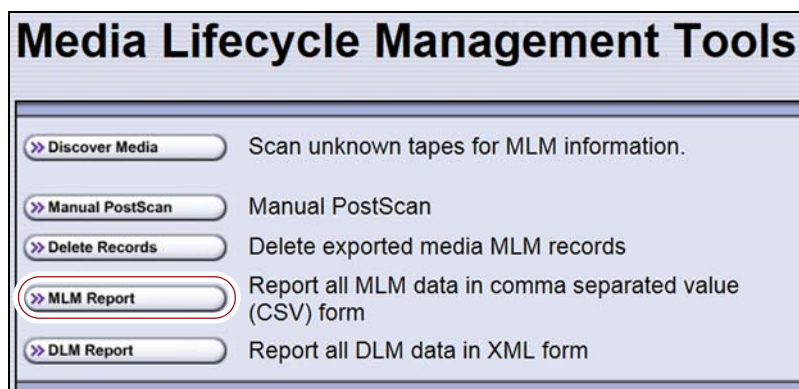 Media Lifecycle Management Tools
Discover Media Scan unknown tapes for MLM information.
Manual PostScan Manual PostScan
Delete Records Delete exported media MLM records
MLM Report Report all MLM data in comma separated value
(CSV) form
DLM Report Report all DLM data in XML form